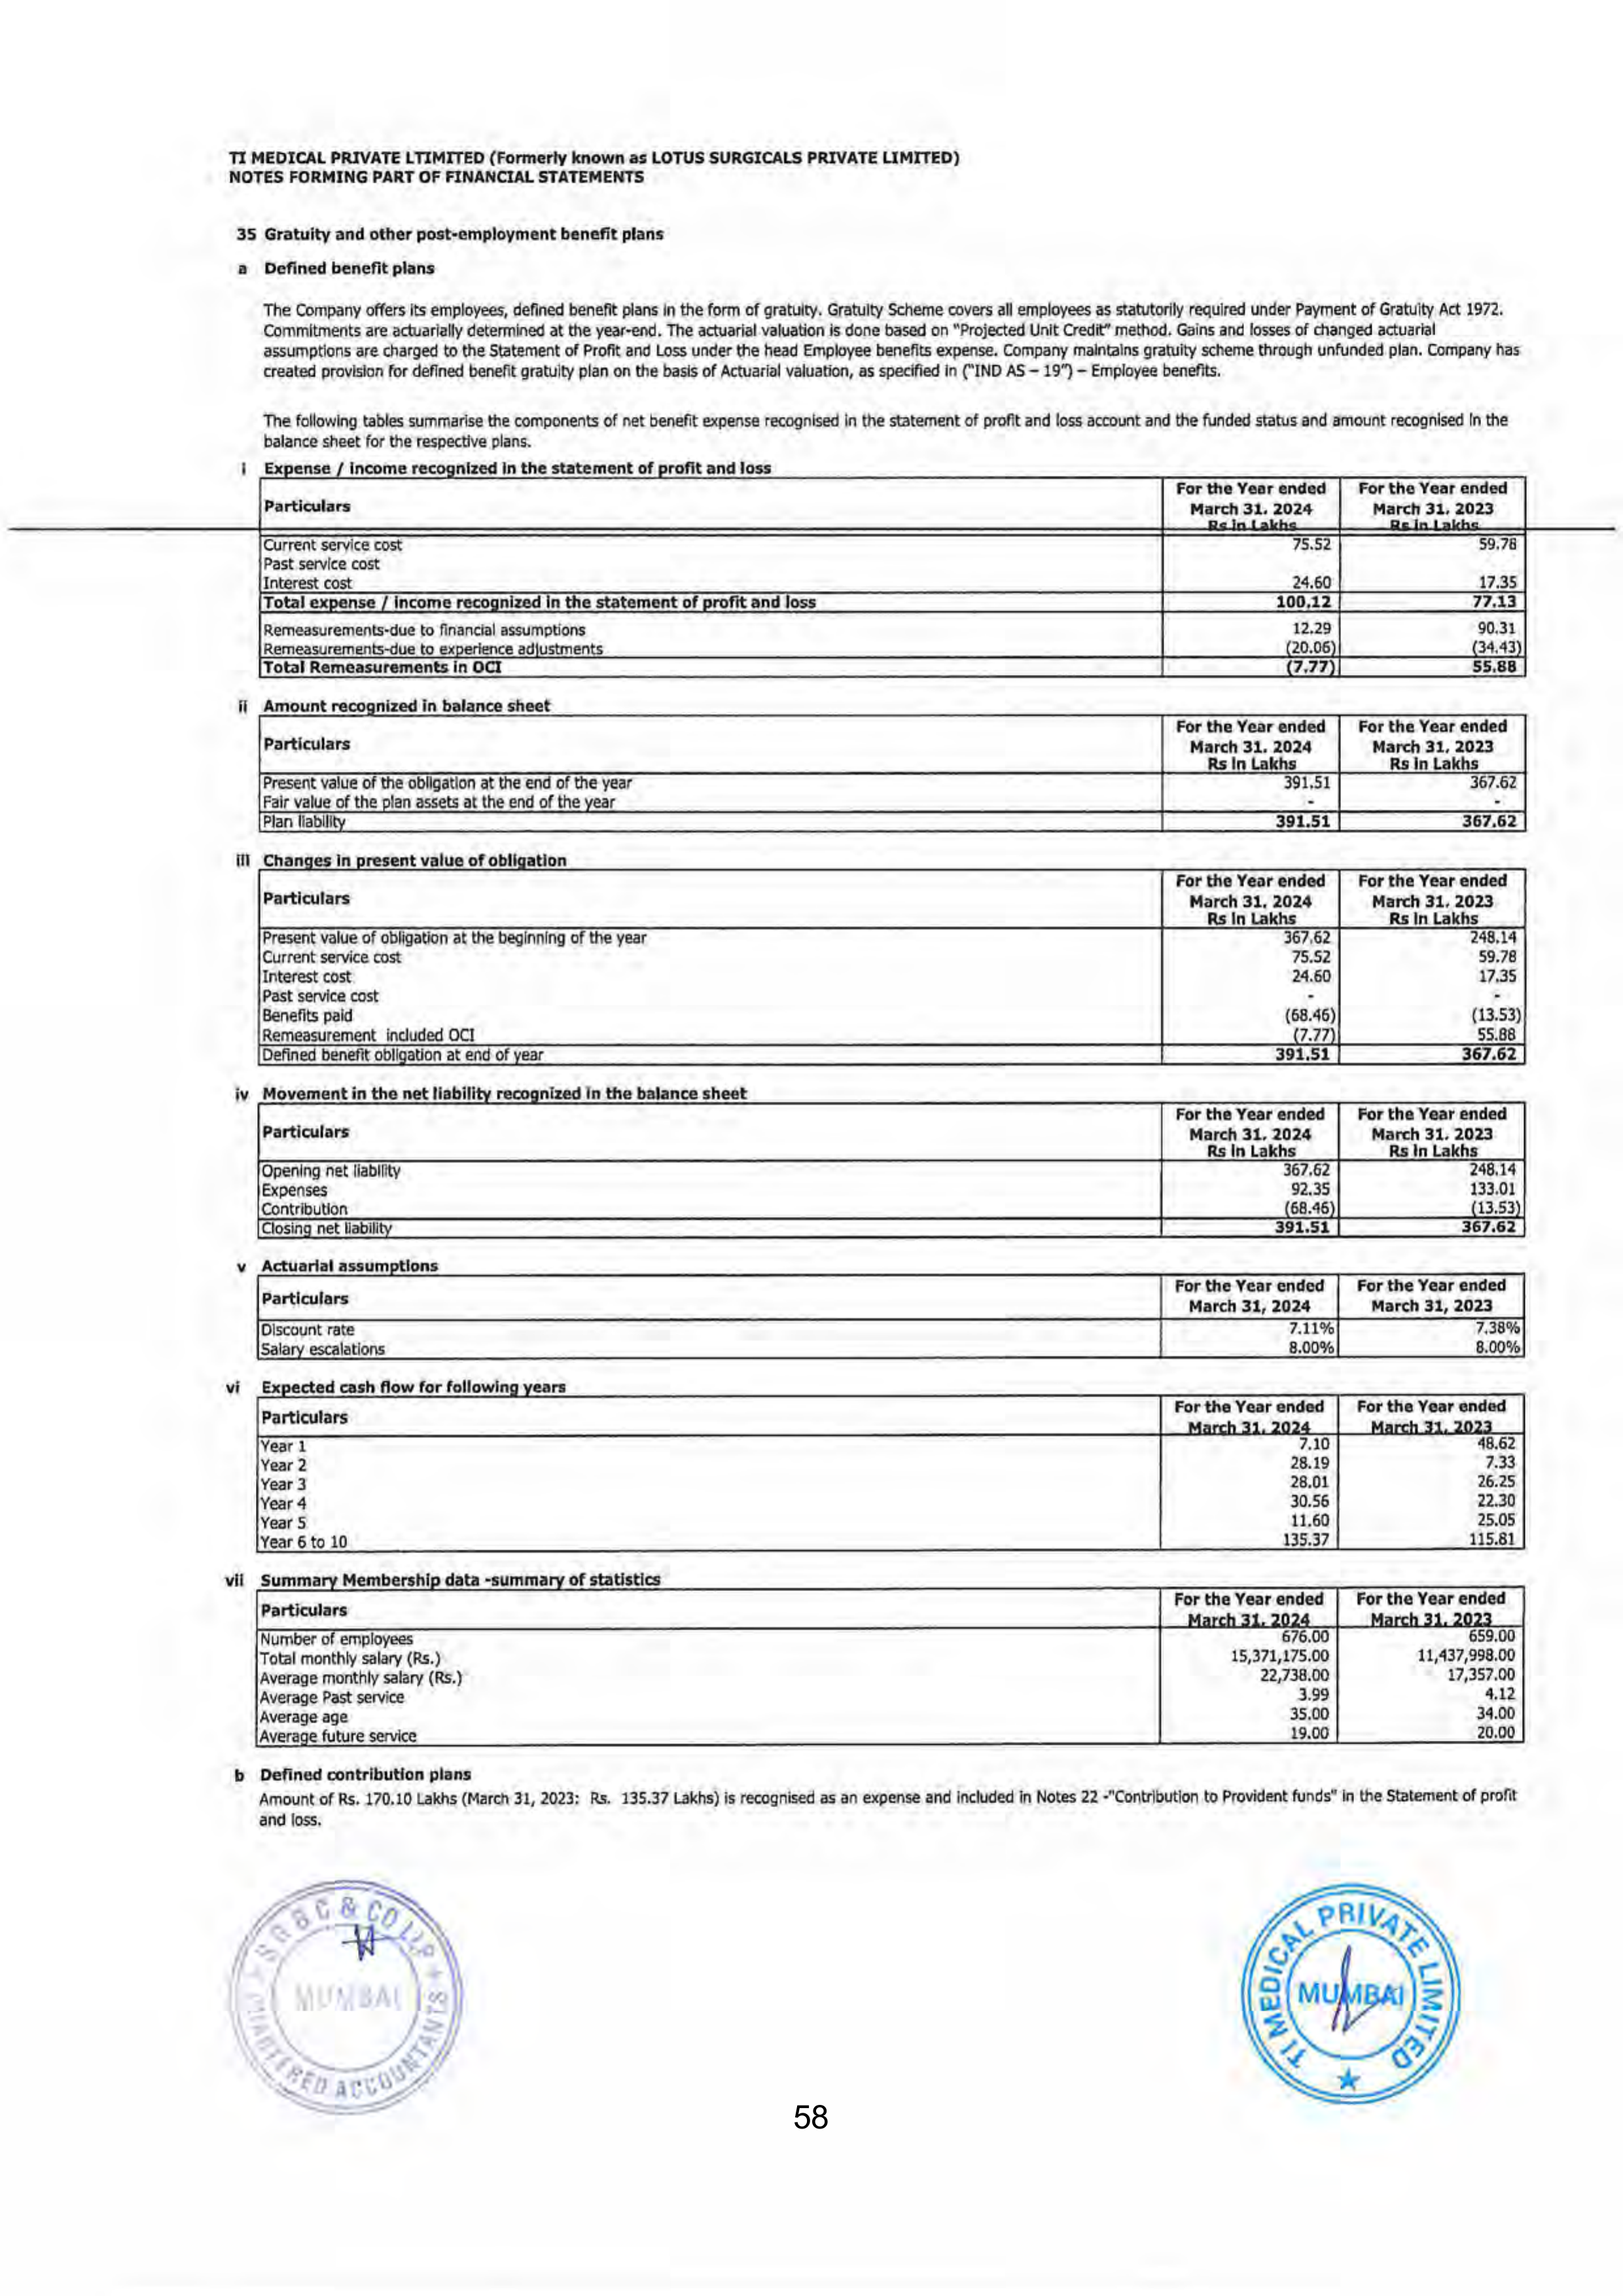 TI MEDICAL PRIVATE LTIMITED (Formerly known as LOTUS SURGICALS PRIVATE LIMITED)
NOTES FORMING PART OF FINANCIAL STATEMENTS
35 Gratuity and other post-employment benefit plans
a Defined benefit plans
The Company offers its employees, defined benefit plans in the form of gratuity. Gratuity Scheme covers all employees as statutorily required under Payment of Gratuity Act 1972.
Commitments are actuarially determined at the year-end. The actuarial valuation is done based on "Projected Unit Credit" method. Gains and losses of changed actuarial
assumptions are charged to the Statement of Profit and Loss under the head Employee benefits expense. Company maintains gratuity scheme through unfunded plan. Company has
created provision for defined benefit gratuity plan on the basis of Actuarial valuation, as specified in ("IND AS – 19") – Employee benefits.
The following tables summarise the components of net benefit expense recognised in the statement of profit and loss account and the funded status and amount recognised in the
balance sheet for the respective plans.
i Expense / income recognized in the statement of profit and loss
Particulars For the Year ended March 31, 2024 Rs In Lakhs For the Year ended March 31, 2023 Rs In Lakhs
Current service cost 75.52 59.78
Past service cost
Interest cost 24.60 17.35
Total expense / income recognized in the statement of profit and loss 100.12 77.13
Remeasurements-due to financial assumptions 12.29 90.31
Remeasurements-due to experience adjustments (20.06) (34.43)
Total Remeasurements in OCI (7.77) 55.88
ii Amount recognized in balance sheet
Particulars For the Year ended March 31, 2024 Rs In Lakhs For the Year ended March 31, 2023 Rs In Lakhs
Present value of the obligation at the end of the year 391.51 367.62
Fair value of the plan assets at the end of the year - -
Plan liability 391.51 367.62
iii Changes in present value of obligation
Particulars For the Year ended March 31, 2024 Rs In Lakhs For the Year ended March 31, 2023 Rs In Lakhs
Present value of obligation at the beginning of the year 367.62 248.14
Current service cost 75.52 59.78
Interest cost 24.60 17.35
Past service cost - -
Benefits paid (68.46) (13.53)
Remeasurement included OCI (7.77) 55.88
Defined benefit obligation at end of year 391.51 367.62
iv Movement in the net liability recognized in the balance sheet
Particulars For the Year ended March 31, 2024 Rs In Lakhs For the Year ended March 31, 2023 Rs In Lakhs
Opening net liability 367.62 248.14
Expenses 92.35 133.01
Contribution (68.46) (13.53)
Closing net liability 391.51 367.62
v Actuarial assumptions
Particulars For the Year ended March 31, 2024 For the Year ended March 31, 2023
Discount rate 7.11% 7.38%
Salary escalations 8.00% 8.00%
vi Expected cash flow for following years
Particulars For the Year ended March 31, 2024 For the Year ended March 31, 2023
Year 1 7.10 48.62
Year 2 28.19 7.33
Year 3 28.01 26.25
Year 4 30.56 22.30
Year 5 11.60 25.05
Year 6 to 10 135.37 115.81
vii Summary Membership data -summary of statistics
Particulars For the Year ended March 31, 2024 For the Year ended March 31, 2023
Number of employees 676.00 659.00
Total monthly salary (Rs.) 15,371,175.00 11,437,998.00
Average monthly salary (Rs.) 22,738.00 17,357.00
Average Past service 3.99 4.12
Average age 35.00 34.00
Average future service 19.00 20.00
b Defined contribution plans
Amount of Rs. 170.10 Lakhs (March 31, 2023: Rs. 135.37 Lakhs) is recognised as an expense and included in Notes 22 -"Contribution to Provident funds" in the Statement of profit
and loss.
& CO LLP
MUMBAI
CHARTERED ACCOUNTANTS
TI MEDICAL PRIVATE LIMITED
MUMBAI
58